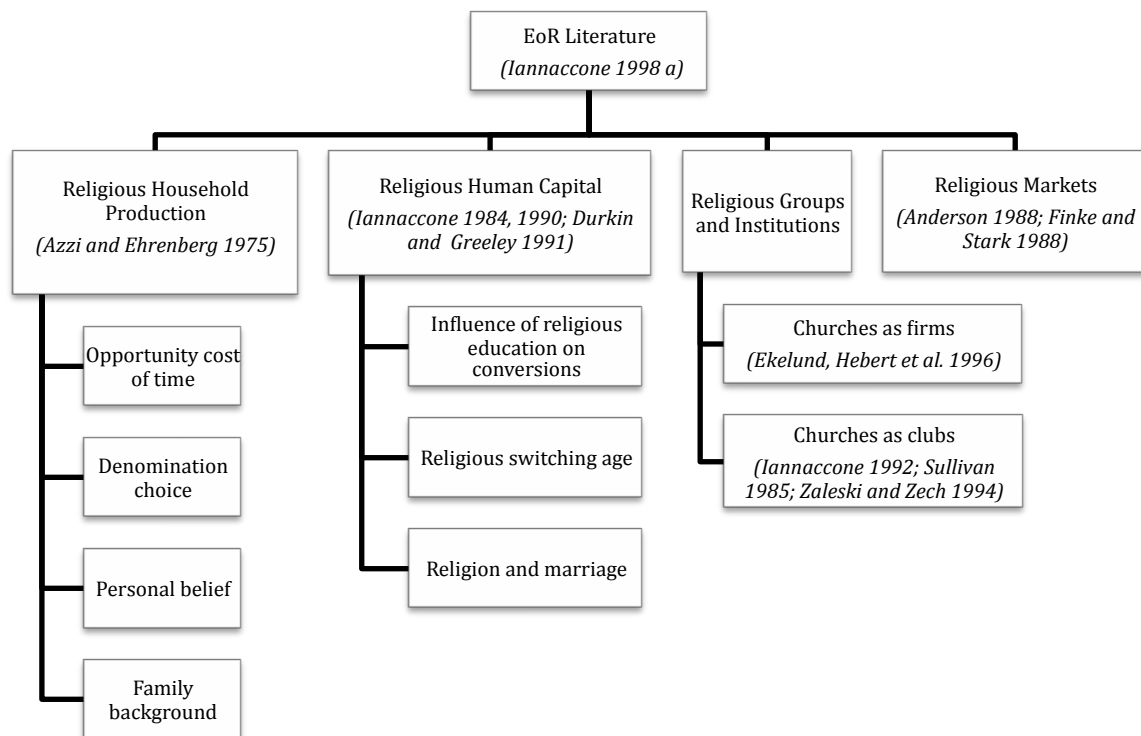 EoR Literature
(Iannaccone 1998 a)
Religious Household
Production
(Azzi and Ehrenberg 1975)
Opportunity cost
of time
Denomination
choice
Personal belief
Family
background
Religious Human Capital
(Iannaccone 1984, 1990; Durkin
and Greeley 1991)
Influence of religious
education on
conversions
Religious switching age
Religion and marriage
Religious Groups
and Institutions
Churches as firms
(Ekelund, Hebert et al. 1996)
Churches as clubs
(Iannaccone 1992; Sullivan
1985; Zaleski and Zech 1994)
Religious Markets
(Anderson 1988; Finke and
Stark 1988)